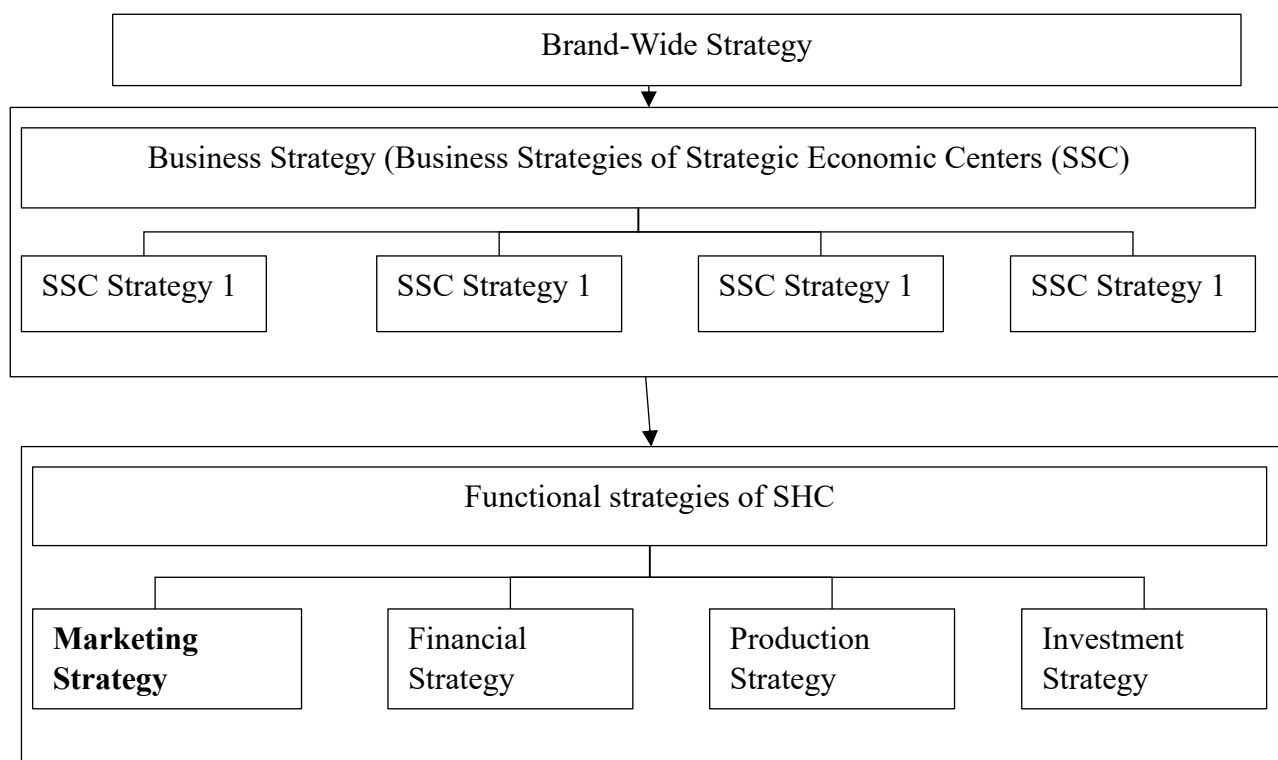 Brand-Wide Strategy
Business Strategy (Business Strategies of Strategic Economic Centers (SSC)
SSC Strategy 1
SSC Strategy 1
SSC Strategy 1
SSC Strategy 1
Functional strategies of SHC
Marketing
Strategy
Financial
Strategy
Production
Strategy
Investment
Strategy